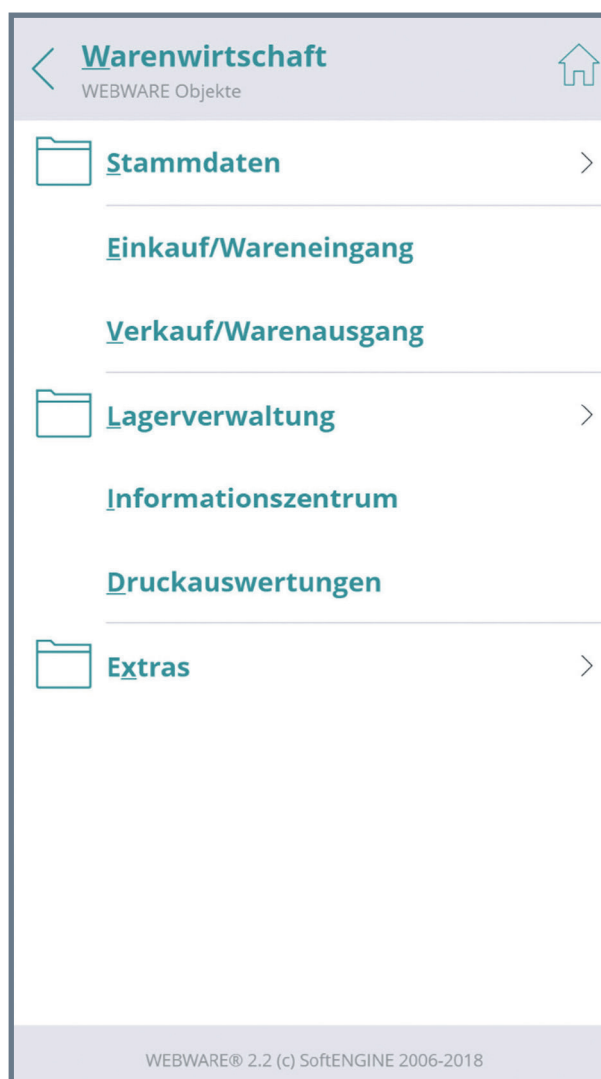 Warenwirtschaft
WEBWARE Objekte
Stammdaten
Einkauf/Wareneingang
Verkauf/Warenausgang
Lagerverwaltung
Informationszentrum
Druckauswertungen
Extras
WEBWARE® 2.2 (c) SoftENGINE 2006-2018